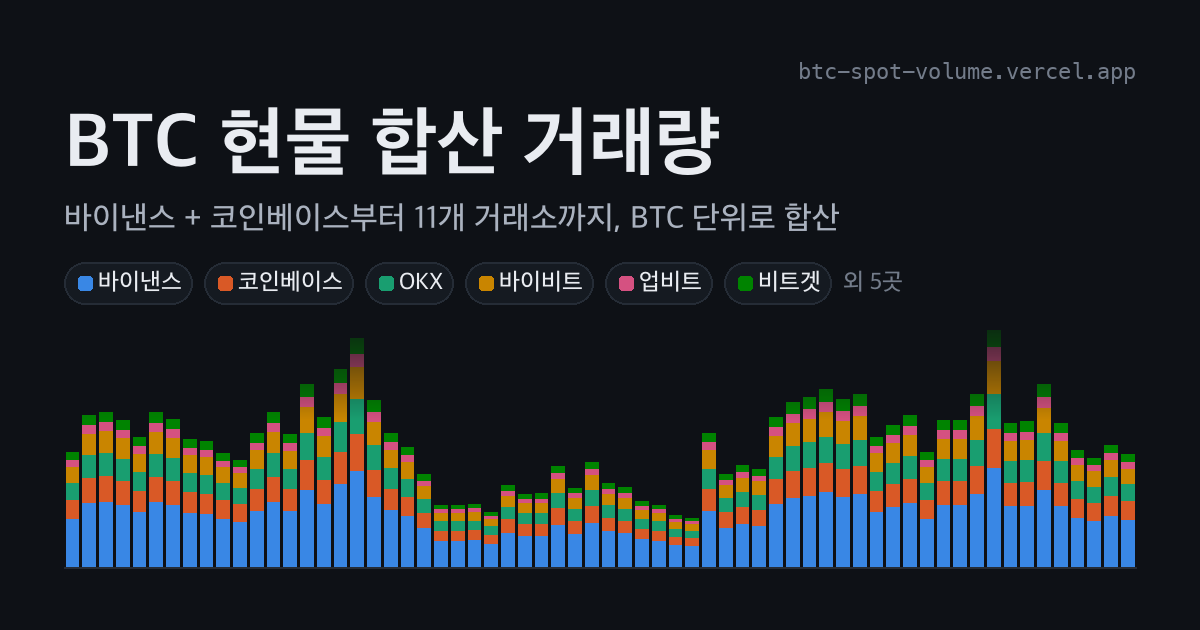 btc-spot-volume.vercel.app
BTC 현물 합산 거래량
바이낸스 + 코인베이스부터 11개 거래소까지, BTC 단위로 합산
바이낸스 코인베이스 OKX 바이비트 업비트 비트겟 외 5곳